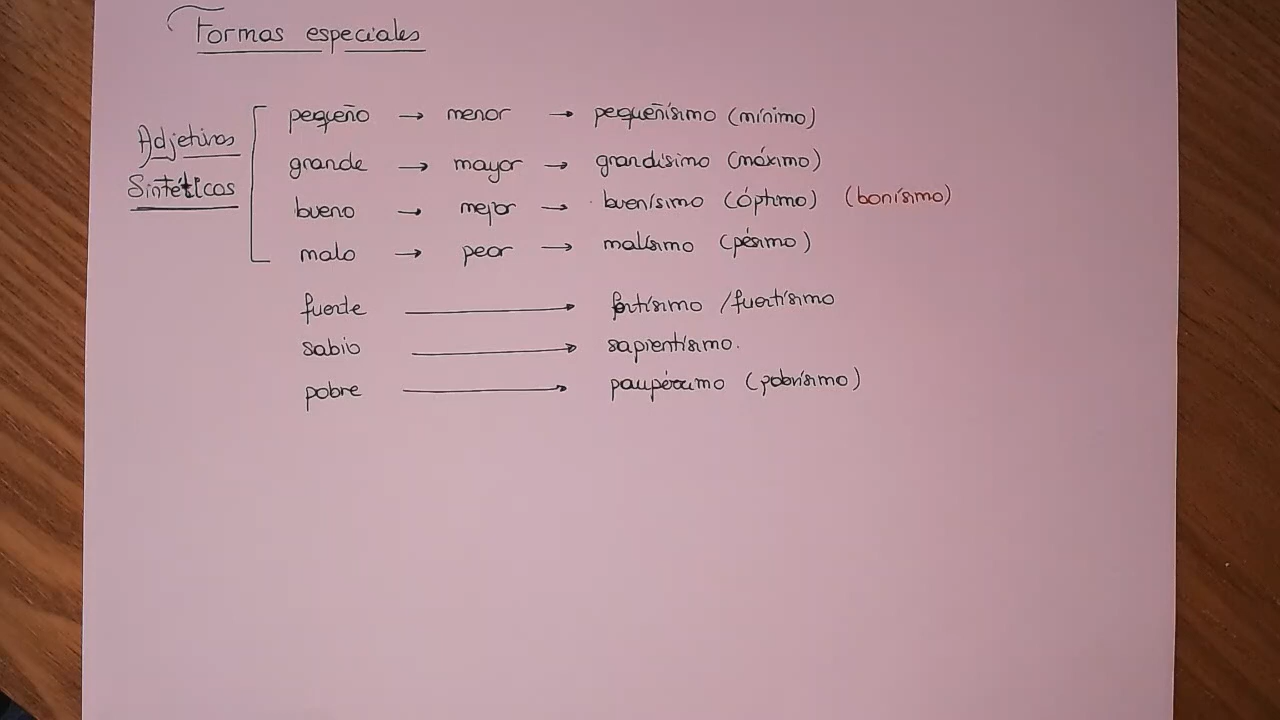 Formas especiales
Adjetivos
Sintéticos
pequeño → menor → pequeñísimo (mínimo)
grande → mayor → grandísimo (máximo)
bueno → mejor → buenísimo (óptimo) (bonísimo)
malo → peor → malísimo (pésimo)
fuerte → fortísimo / fuertísimo
sabio → sapientísimo.
pobre → paupérrimo (pobrísimo)